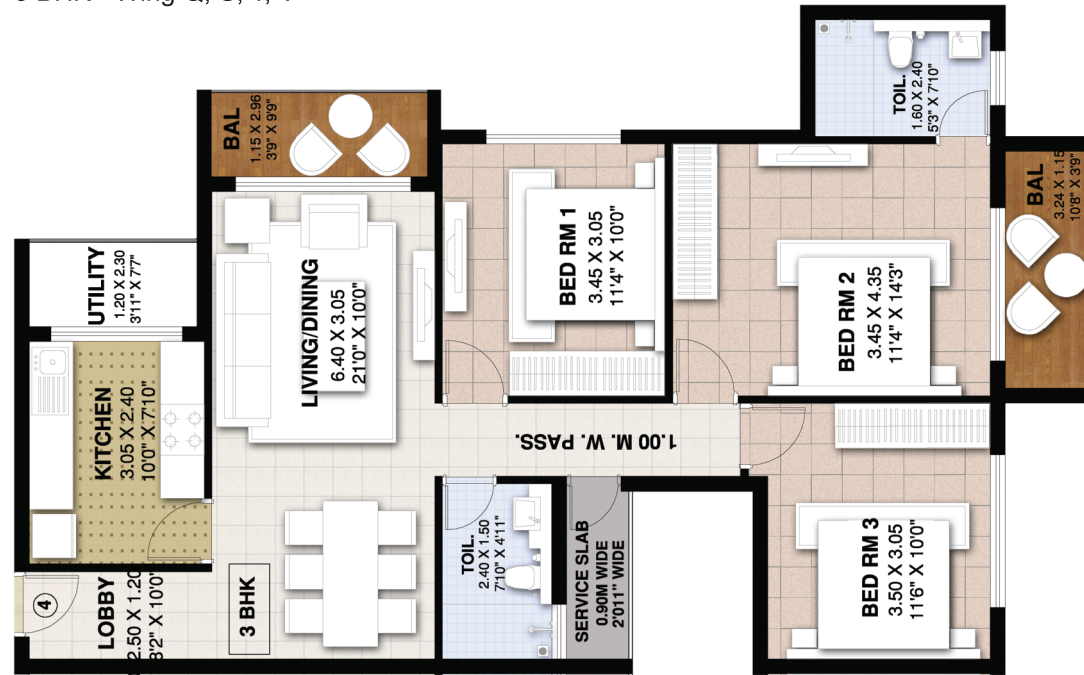 TOIL.
1.60 X 2.40
5'3" X 7'10"
BAL
1.15 X 2.96
3'9" X 9'9"
BAL
3.24 X 1.15
10'8" X 3'9"
BED RM 1
3.45 X 3.05
11'4" X 10'0"
BED RM 2
3.45 X 4.35
11'4" X 14'3"
UTILITY
1.20 X 2.30
3'11" X 7'7"
LIVING/DINING
6.40 X 3.05
21'0" X 10'0"
KITCHEN
3.05 X 2.40
10'0" X 7'10"
1.00 M. W. PASS.
TOIL.
2.40 X 1.50
7'10" X 4'11"
SERVICE SLAB
0.90M WIDE
2'011" WIDE
BED RM 3
3.50 X 3.05
11'6" X 10'0"
4
LOBBY
2.50 X 1.20
8'2" X 10'0"
3 BHK